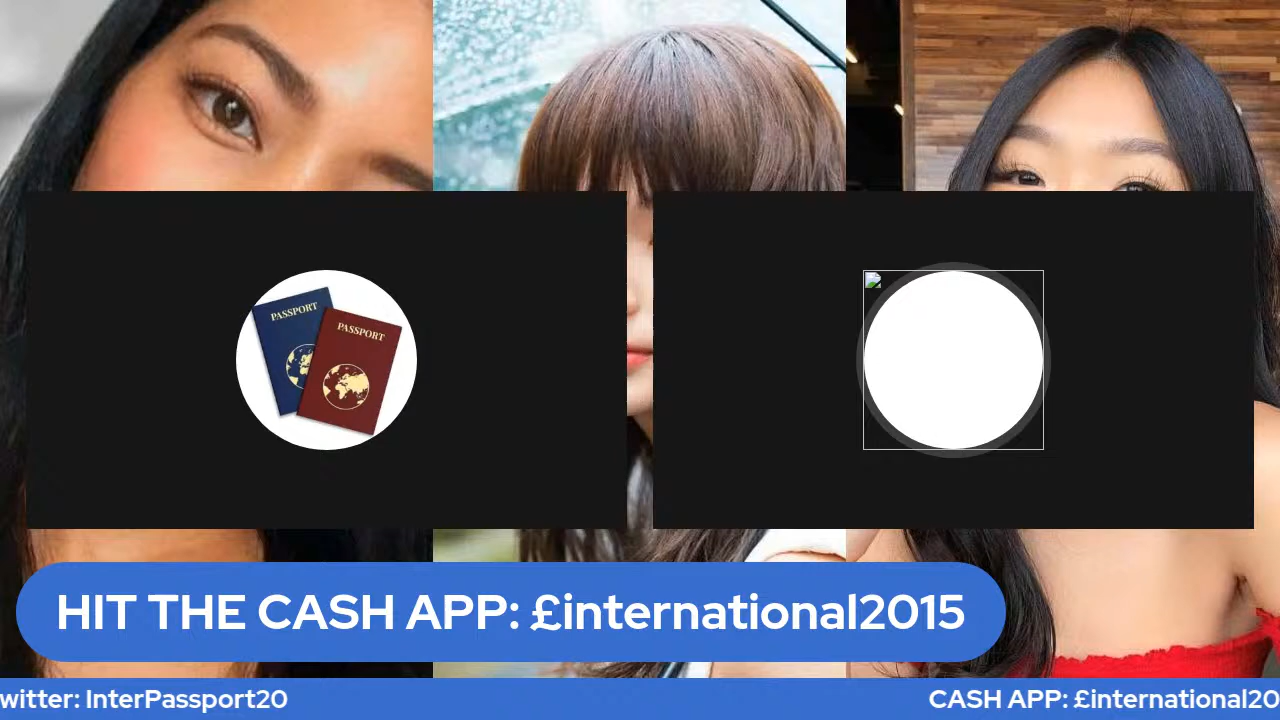 PASSPORT
PASSPORT
HIT THE CASH APP: £international2015
witter: InterPassport20
CASH APP: £international20